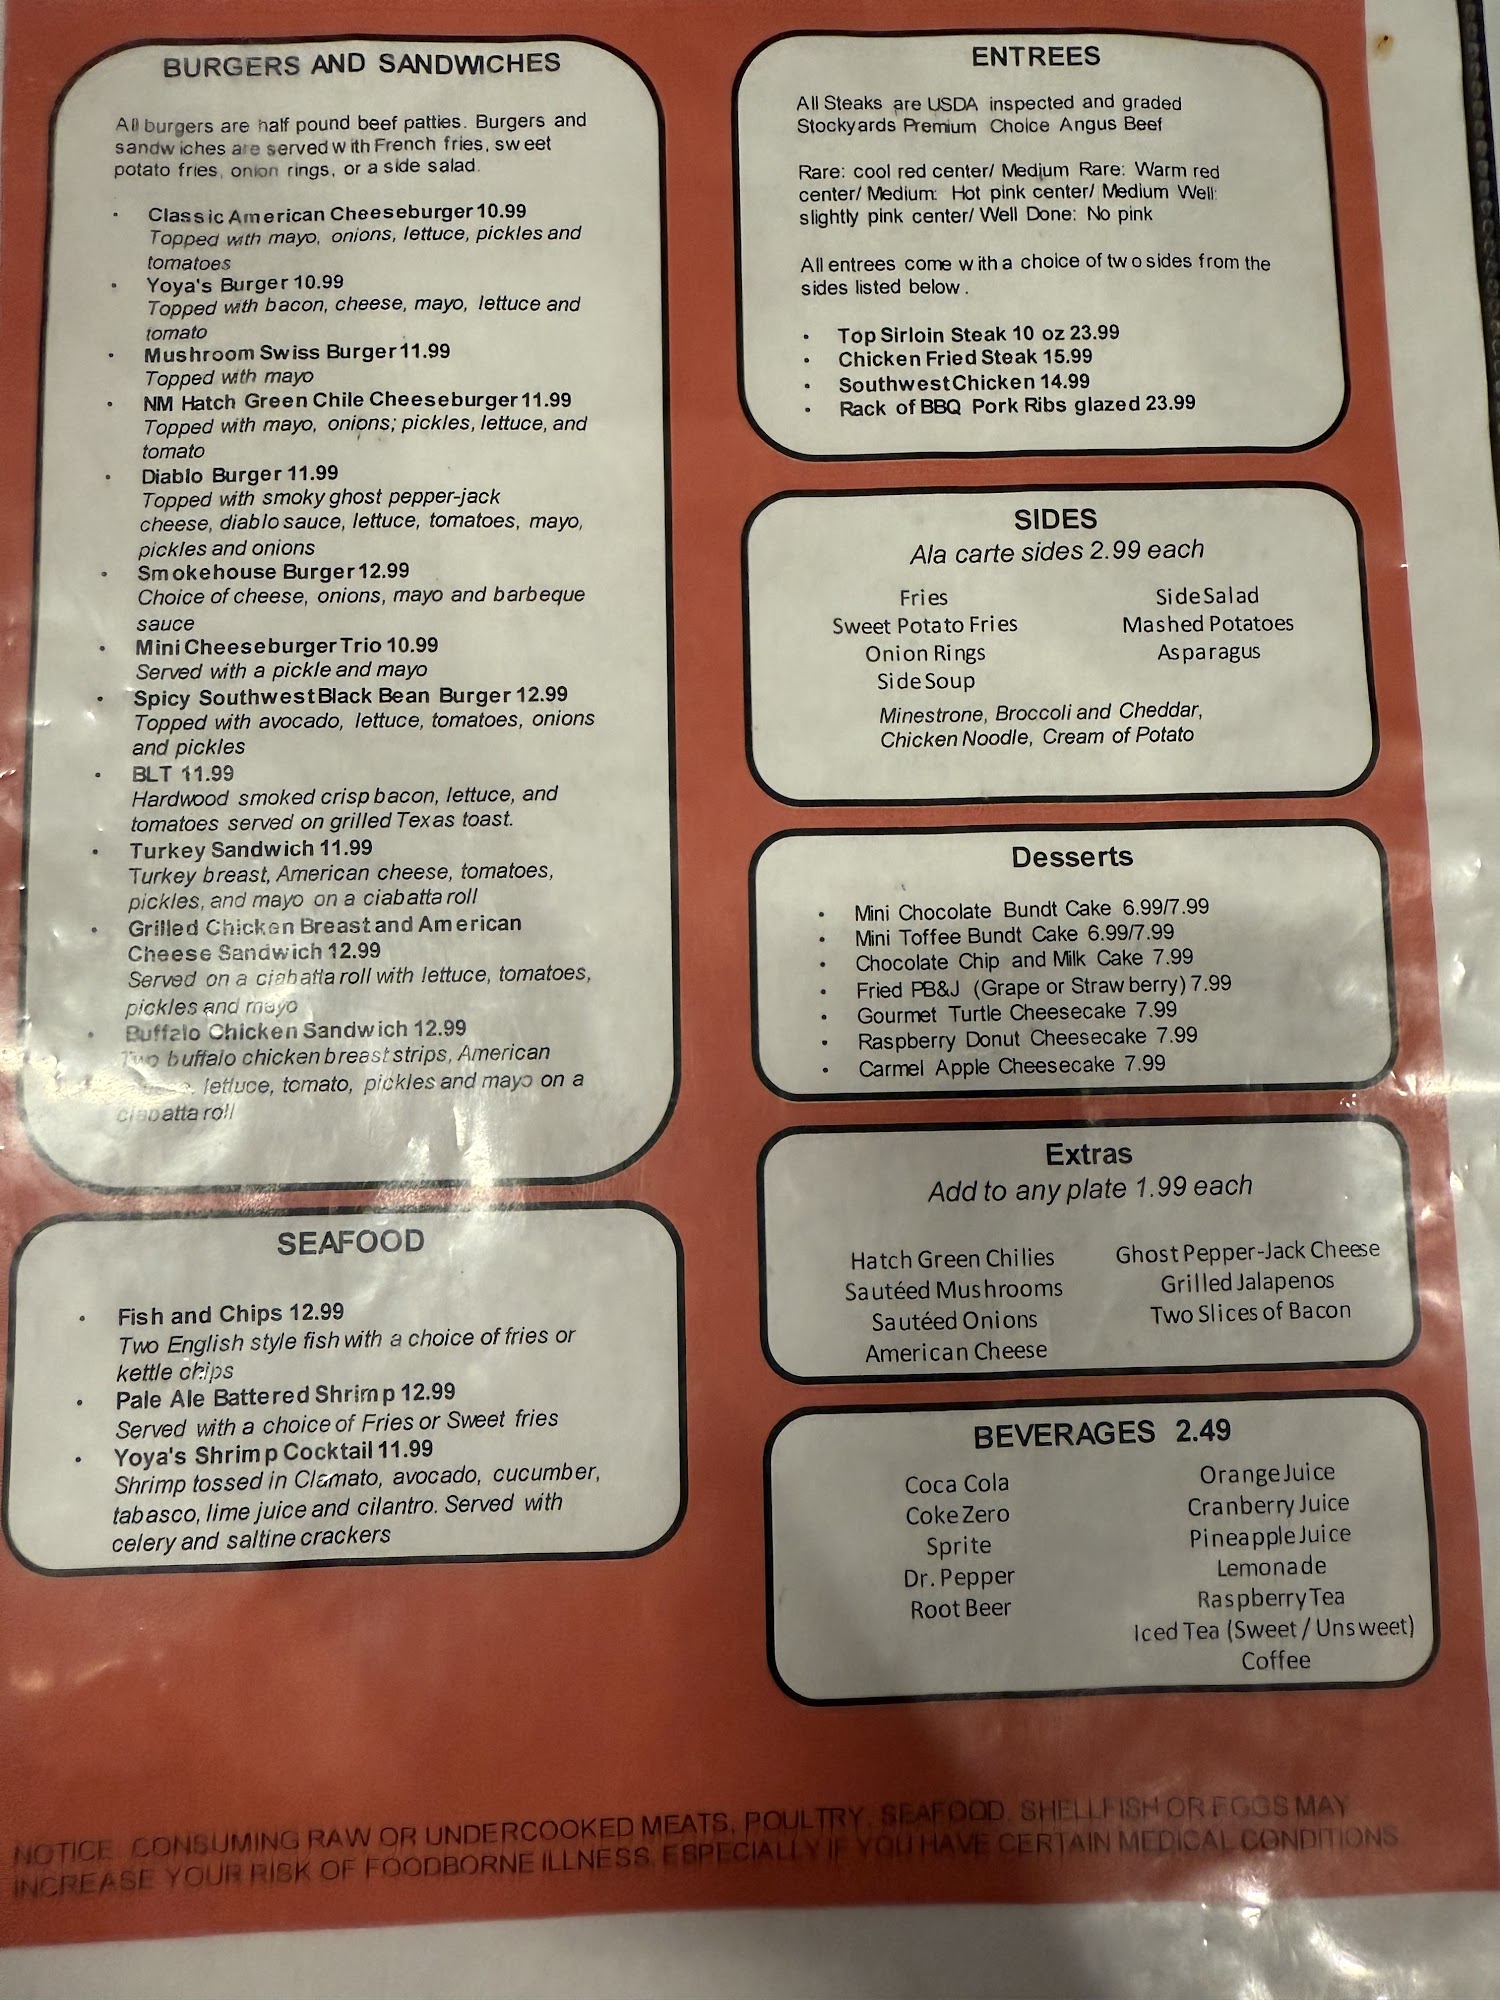 BURGERS AND SANDWICHES
All burgers are half pound beef patties. Burgers and
sandwiches are served with French fries, sweet
potato fries, onion rings, or a side salad.
• Classic American Cheeseburger 10.99
Topped with mayo, onions, lettuce, pickles and
tomatoes
• Yoya's Burger 10.99
Topped with bacon, cheese, mayo, lettuce and
tomato
• Mushroom Swiss Burger 11.99
Topped with mayo
• NM Hatch Green Chile Cheeseburger 11.99
Topped with mayo, onions; pickles, lettuce, and
tomato
• Diablo Burger 11.99
Topped with smoky ghost pepper-jack
cheese, diablo sauce, lettuce, tomatoes, mayo,
pickles and onions
• Smokehouse Burger 12.99
Choice of cheese, onions, mayo and barbeque
sauce
• Mini Cheeseburger Trio 10.99
Served with a pickle and mayo
• Spicy Southwest Black Bean Burger 12.99
Topped with avocado, lettuce, tomatoes, onions
and pickles
• BLT 11.99
Hardwood smoked crisp bacon, lettuce, and
tomatoes served on grilled Texas toast.
• Turkey Sandwich 11.99
Turkey breast, American cheese, tomatoes,
pickles, and mayo on a ciabatta roll
• Grilled Chicken Breast and American
Cheese Sandwich 12.99
Served on a ciabatta roll with lettuce, tomatoes,
pickles and mayo
• Buffalo Chicken Sandwich 12.99
Two buffalo chicken breast strips, American
lettuce, tomato, pickles and mayo on a
ciabatta roll
SEAFOOD
• Fish and Chips 12.99
Two English style fish with a choice of fries or
kettle chips
• Pale Ale Battered Shrimp 12.99
Served with a choice of Fries or Sweet fries
• Yoya's Shrimp Cocktail 11.99
Shrimp tossed in Clamato, avocado, cucumber,
tabasco, lime juice and cilantro. Served with
celery and saltine crackers
ENTREES
All Steaks are USDA inspected and graded
Stockyards Premium Choice Angus Beef
Rare: cool red center/ Medium Rare: Warm red
center/ Medium: Hot pink center/ Medium Well:
slightly pink center/ Well Done: No pink
All entrees come with a choice of two sides from the
sides listed below.
• Top Sirloin Steak 10 oz 23.99
• Chicken Fried Steak 15.99
• Southwest Chicken 14.99
• Rack of BBQ Pork Ribs glazed 23.99
SIDES
Ala carte sides 2.99 each
Fries
Sweet Potato Fries
Onion Rings
Side Soup
Side Salad
Mashed Potatoes
Asparagus
Minestrone, Broccoli and Cheddar,
Chicken Noodle, Cream of Potato
Desserts
• Mini Chocolate Bundt Cake 6.99/7.99
• Mini Toffee Bundt Cake 6.99/7.99
• Chocolate Chip and Milk Cake 7.99
• Fried PB&J (Grape or Strawberry) 7.99
• Gourmet Turtle Cheesecake 7.99
• Raspberry Donut Cheesecake 7.99
• Carmel Apple Cheesecake 7.99
Extras
Add to any plate 1.99 each
Hatch Green Chilies
Sautéed Mushrooms
Sautéed Onions
American Cheese
Ghost Pepper-Jack Cheese
Grilled Jalapenos
Two Slices of Bacon
BEVERAGES 2.49
Coca Cola
Coke Zero
Sprite
Dr. Pepper
Root Beer
Orange Juice
Cranberry Juice
Pineapple Juice
Lemonade
Raspberry Tea
Iced Tea (Sweet / Unsweet)
Coffee
NOTICE CONSUMING RAW OR UNDERCOOKED MEATS, POULTRY, SEAFOOD, SHELLFISH OR EGGS MAY
INCREASE YOUR RISK OF FOODBORNE ILLNESS, ESPECIALLY IF YOU HAVE CERTAIN MEDICAL CONDITIONS